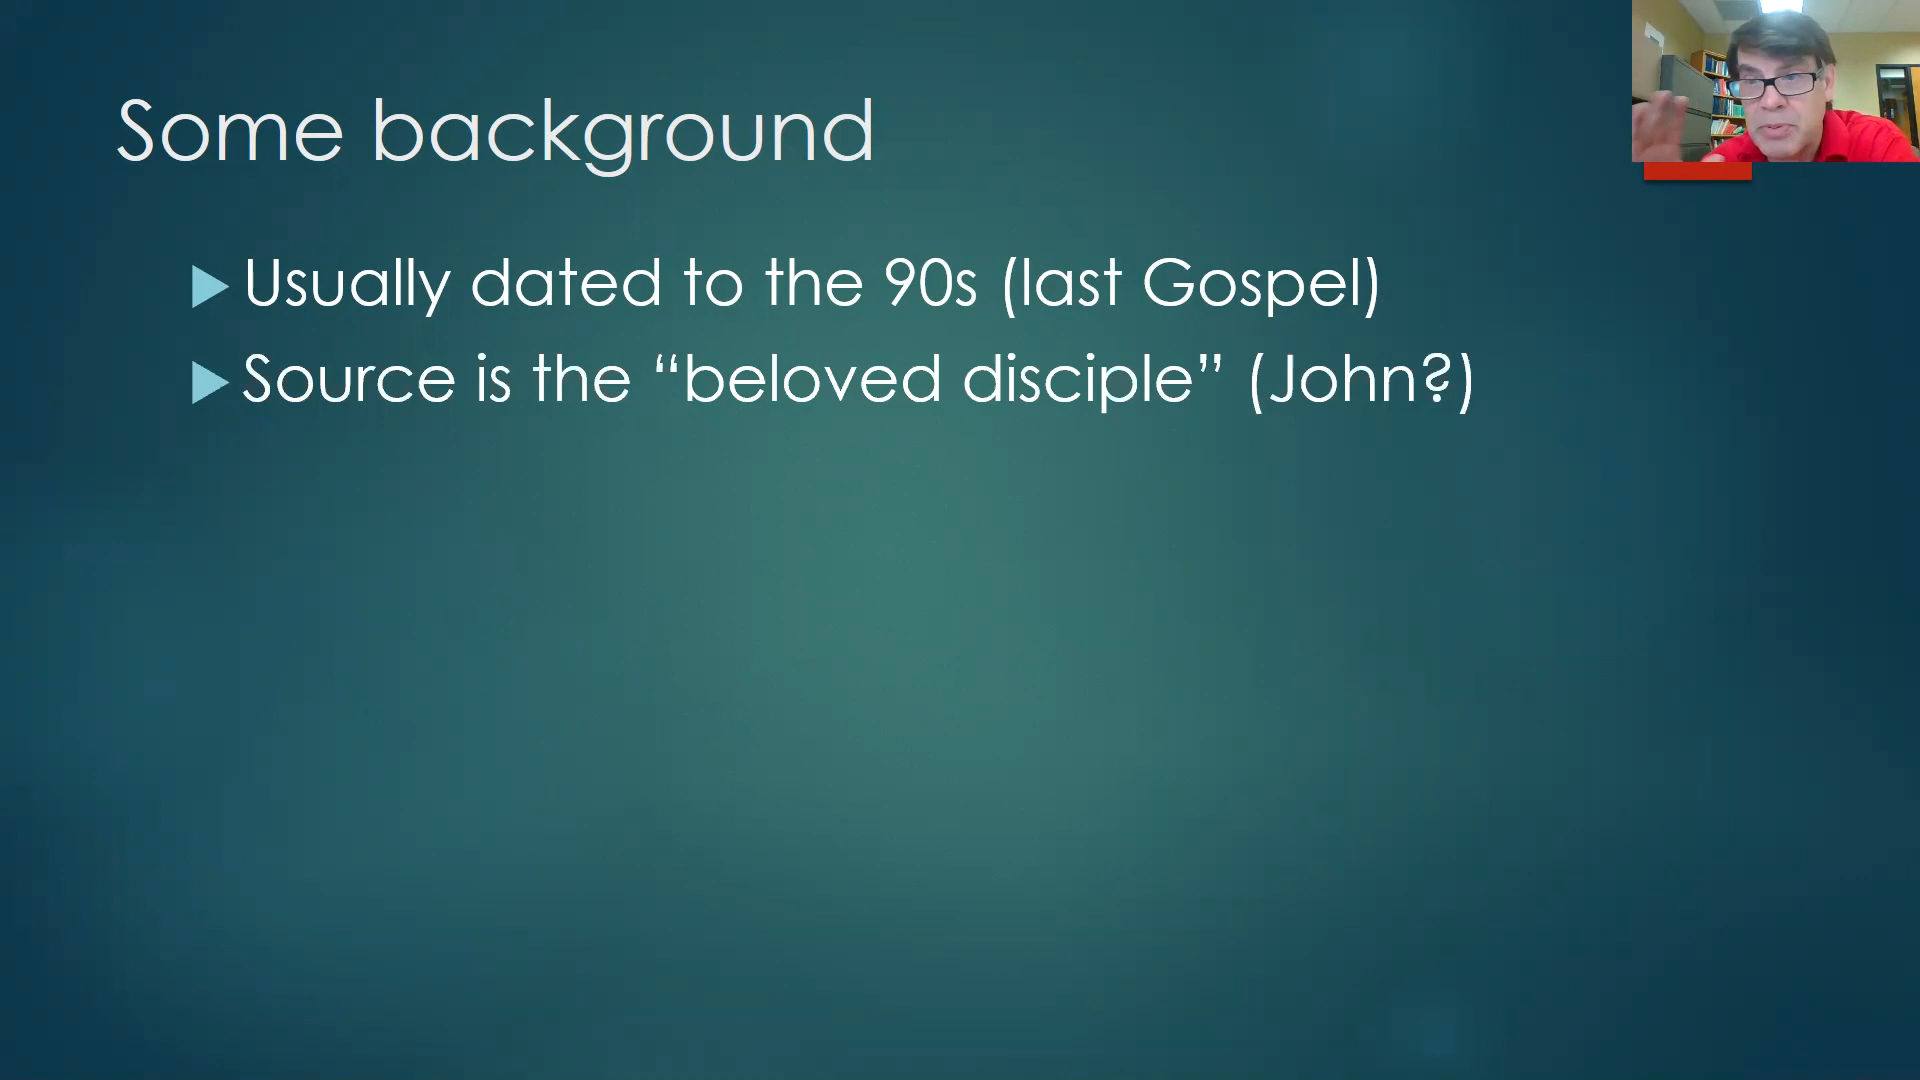 Some background
Usually dated to the 90s (last Gospel)
Source is the “beloved disciple” (John?)